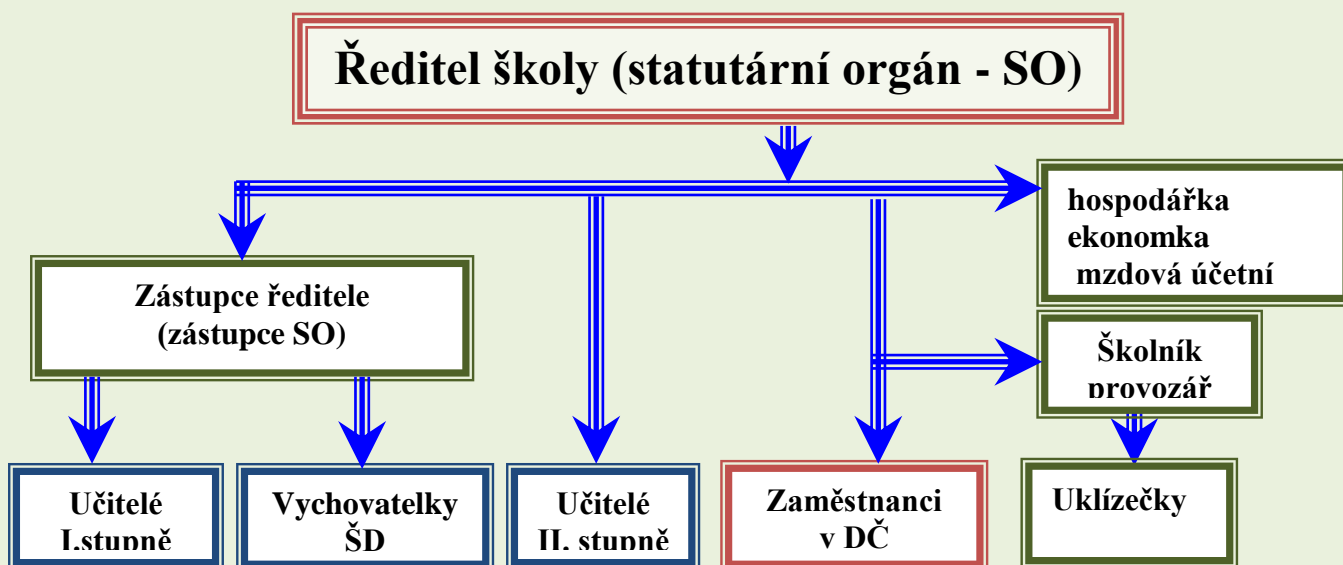 Ředitel školy (statutární orgán - SO)
hospodářka
ekonomka
mzdová účetní
Zástupce ředitele
(zástupce SO)
Školník
provozář
Učitelé
I.stupně
Vychovatelky
ŠD
Učitelé
II. stupně
Zaměstnanci
v DČ
Uklízečky